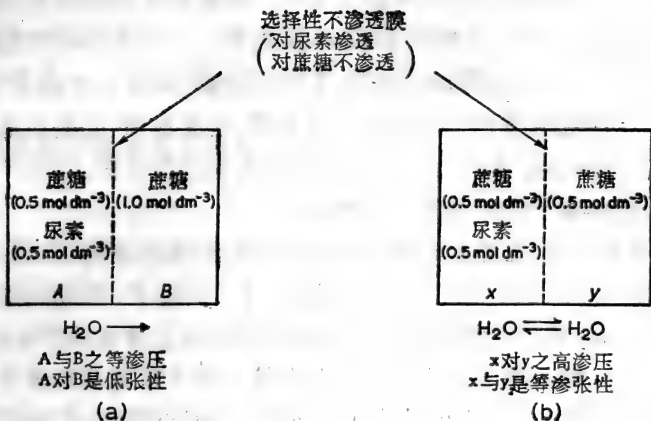 选择性不渗透膜
(对尿素渗透
对蔗糖不渗透)
蔗糖
(0.5 mol dm⁻³)
尿素
(0.5 mol dm⁻³)
A
蔗糖
(1.0 mol dm⁻³)
B
H₂O →
A与B之等渗压
A对B是低张性
(a)
蔗糖
(0.5 mol dm⁻³)
尿素
(0.5 mol dm⁻³)
x
蔗糖
(0.5 mol dm⁻³)
y
H₂O ⇌ H₂O
x对y之高渗压
x与y是等渗张性
(b)